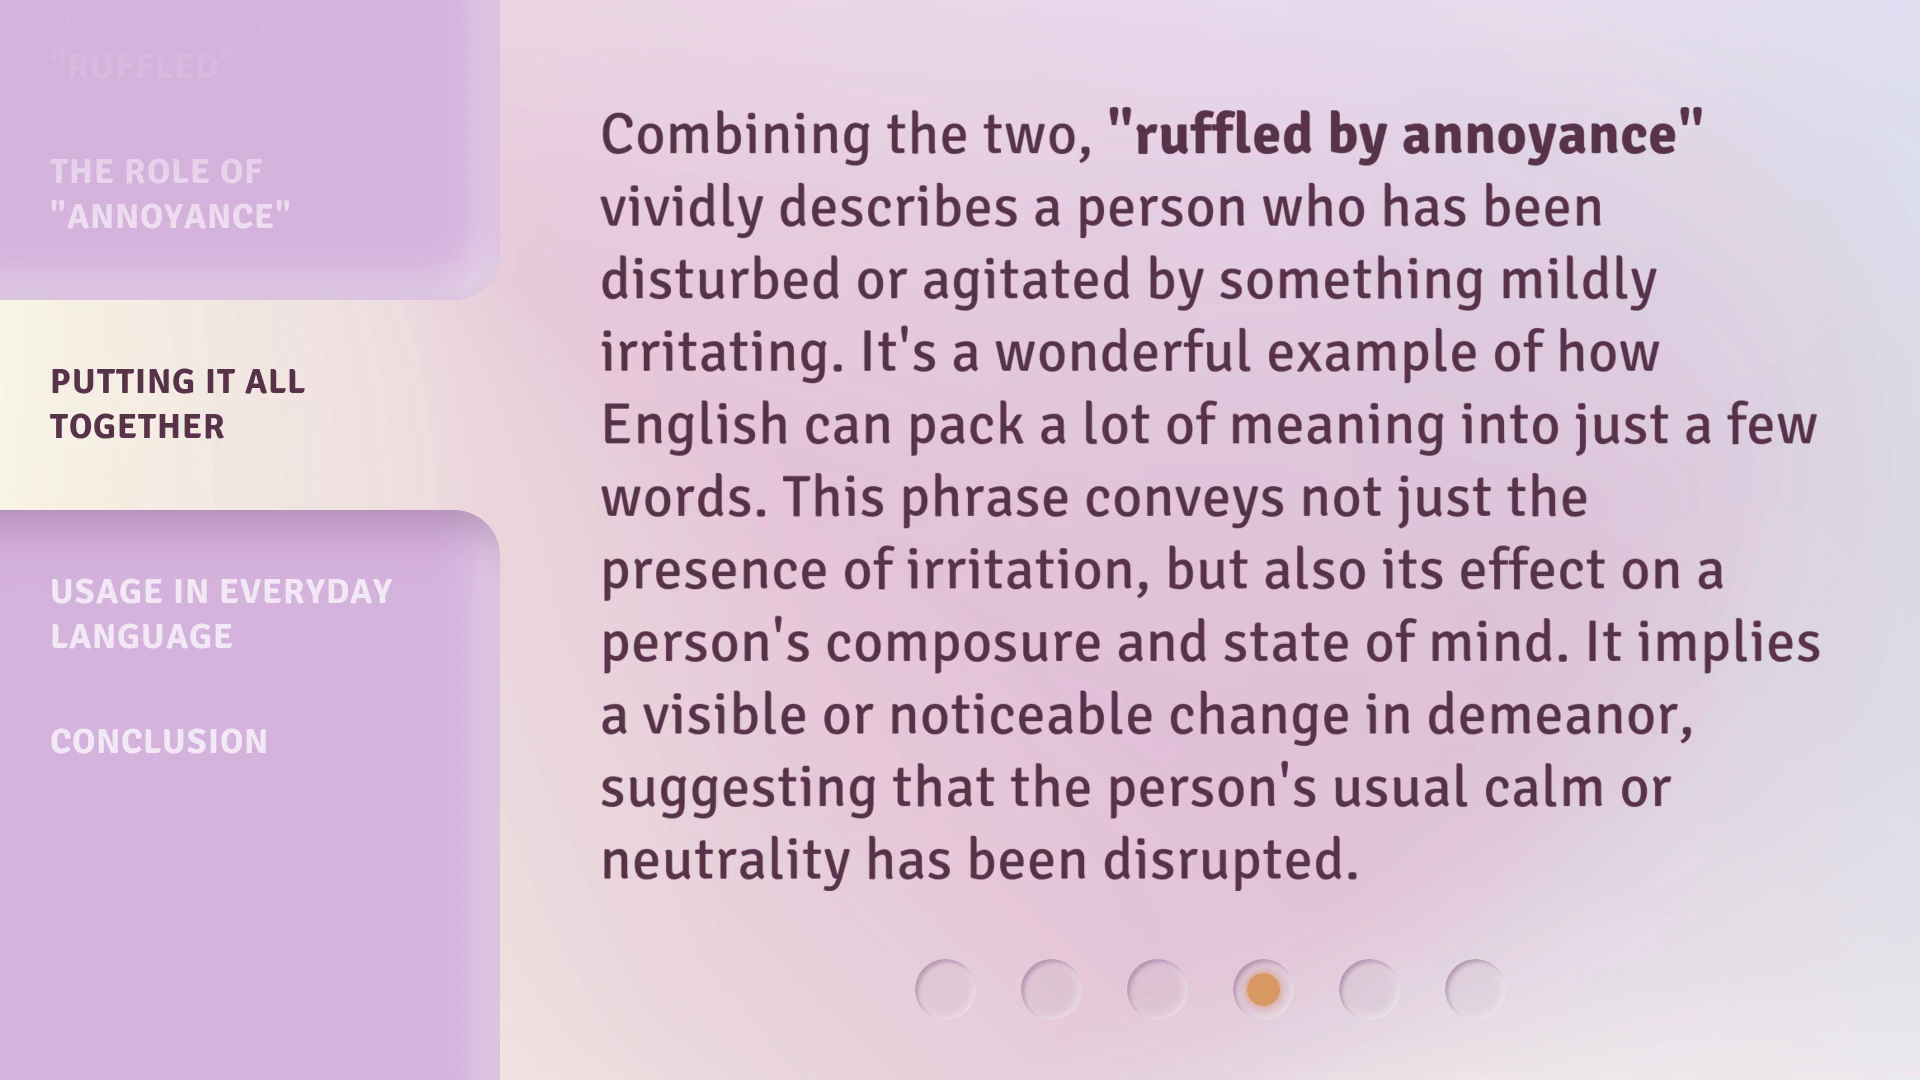 UNDERSTANDING
"RUFFLED"
THE ROLE OF
"ANNOYANCE"
PUTTING IT ALL
TOGETHER
USAGE IN EVERYDAY
LANGUAGE
CONCLUSION
Combining the two, "ruffled by annoyance"
vividly describes a person who has been
disturbed or agitated by something mildly
irritating. It's a wonderful example of how
English can pack a lot of meaning into just a few
words. This phrase conveys not just the
presence of irritation, but also its effect on a
person's composure and state of mind. It implies
a visible or noticeable change in demeanor,
suggesting that the person's usual calm or
neutrality has been disrupted.